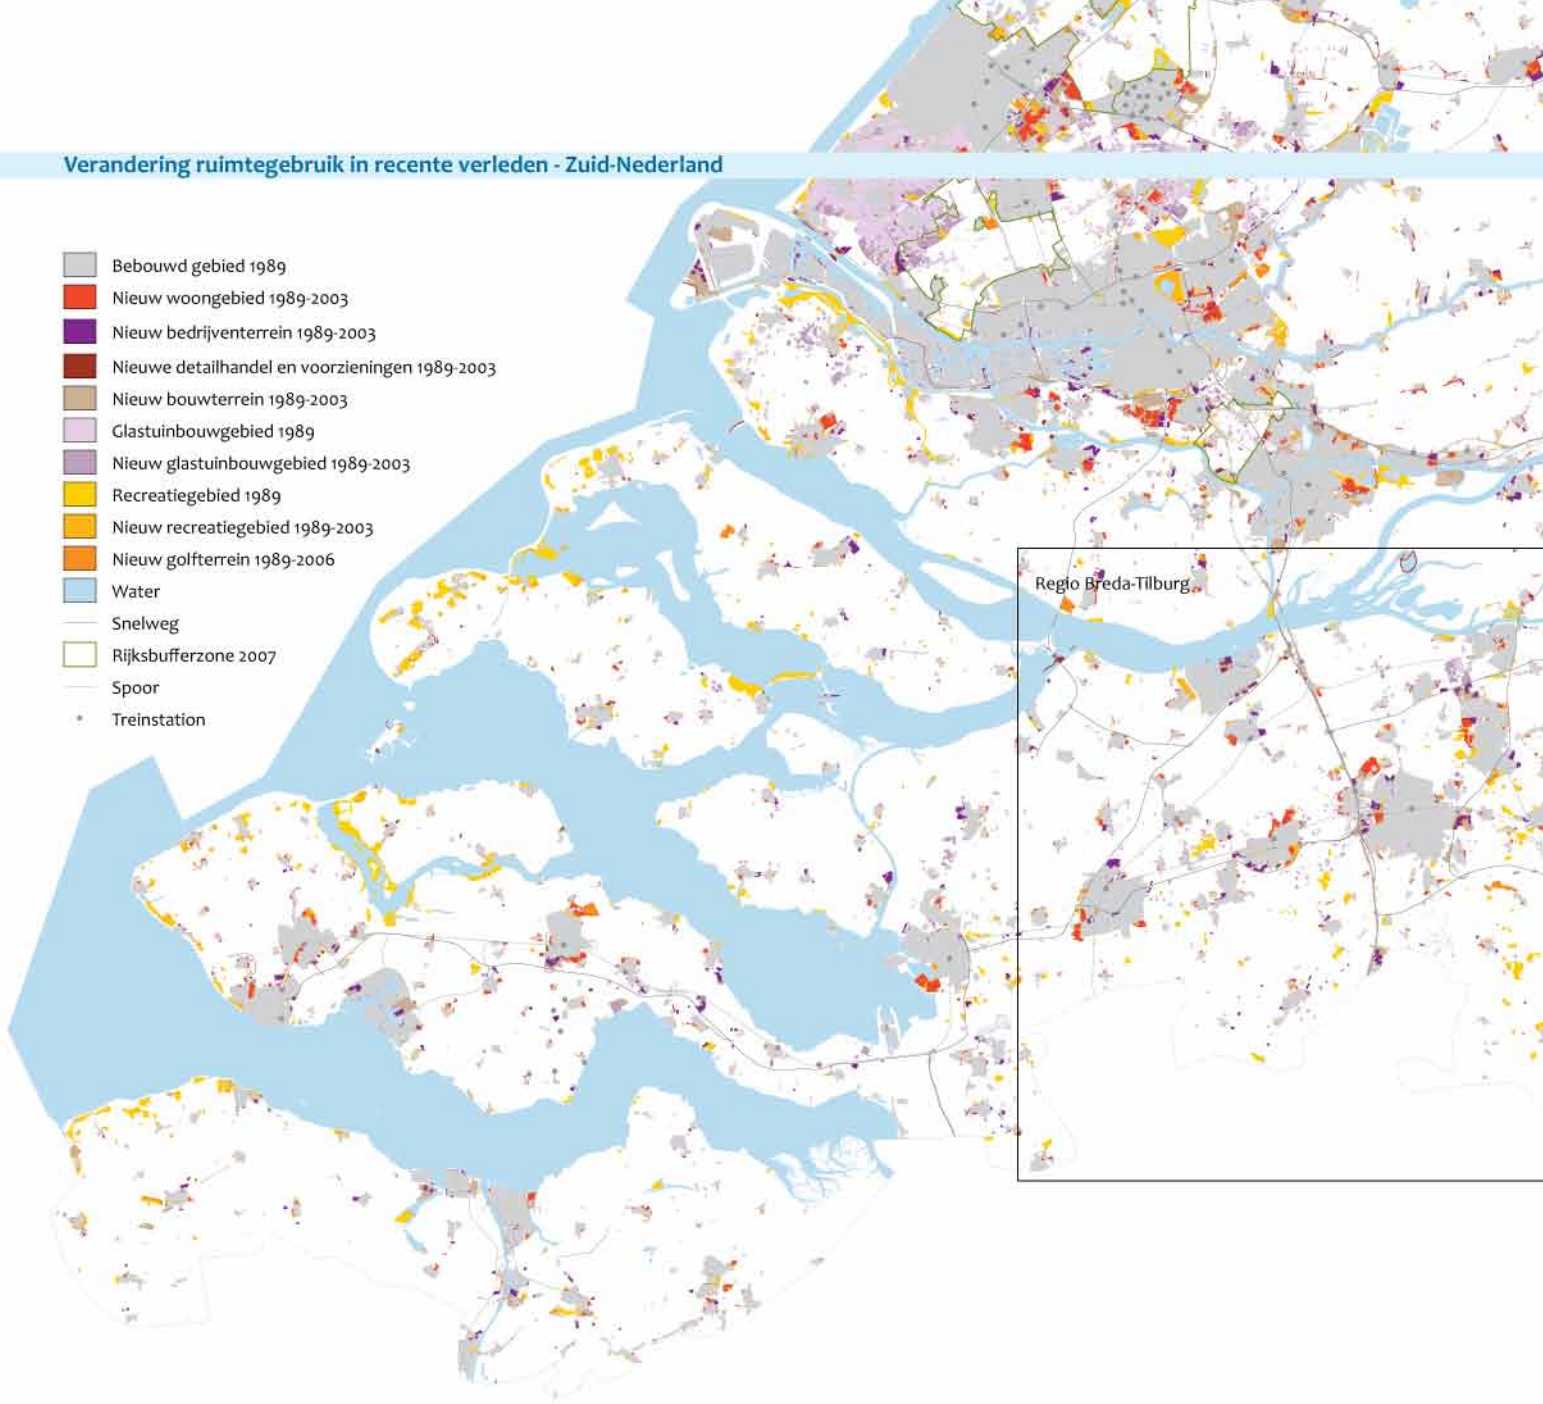 Verandering ruimtegebruik in recente verleden - Zuid-Nederland
Bebouwd gebied 1989
Nieuw woongebied 1989-2003
Nieuw bedrijventerrein 1989-2003
Nieuwe detailhandel en voorzieningen 1989-2003
Nieuw bouwterrein 1989-2003
Glastuinbouwgebied 1989
Nieuw glastuinbouwgebied 1989-2003
Recreatiegebied 1989
Nieuw recreatiegebied 1989-2003
Nieuw golfterrein 1989-2006
Water
Snelweg
Rijksbufferzone 2007
Spoor
Treinstation
Regio Breda-Tilburg